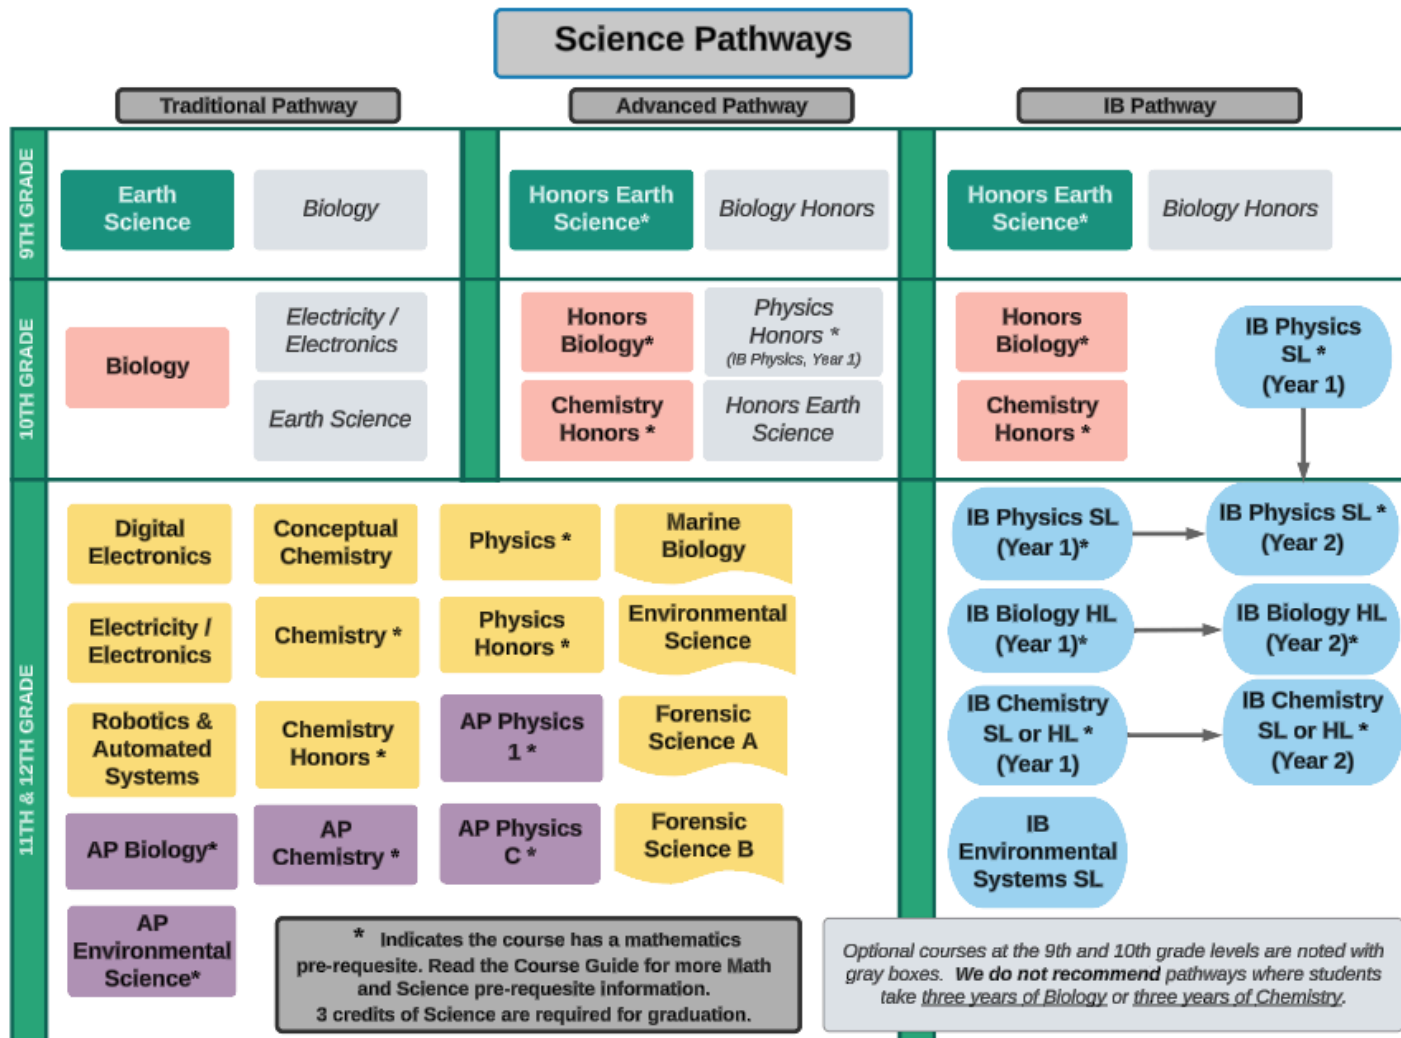 Science Pathways
Traditional Pathway
Advanced Pathway
IB Pathway
9TH GRADE
Earth
Science
Biology
Honors Earth
Science*
Biology Honors
Honors Earth
Science*
Biology Honors
10TH GRADE
Biology
Electricity /
Electronics
Earth Science
Honors
Biology*
Physics
Honors *
(IB Physics, Year 1)
Chemistry
Honors *
Honors Earth
Science
Honors
Biology*
Chemistry
Honors *
IB Physics
SL *
(Year 1)
11TH & 12TH GRADE
Digital
Electronics
Conceptual
Chemistry
Physics *
Marine
Biology
Electricity /
Electronics
Chemistry *
Physics
Honors *
Environmental
Science
Robotics &
Automated
Systems
Chemistry
Honors *
AP Physics
1 *
Forensic
Science A
AP Biology*
AP
Chemistry *
AP Physics
C *
Forensic
Science B
AP
Environmental
Science*
IB Physics SL
(Year 1)*
IB Physics SL *
(Year 2)
IB Biology HL
(Year 1)*
IB Biology HL
(Year 2)*
IB Chemistry
SL or HL *
(Year 1)
IB Chemistry
SL or HL *
(Year 2)
IB
Environmental
Systems SL
* Indicates the course has a mathematics
pre-requesite. Read the Course Guide for more Math
and Science pre-requesite information.
3 credits of Science are required for graduation.
Optional courses at the 9th and 10th grade levels are noted with
gray boxes. We do not recommend pathways where students
take three years of Biology or three years of Chemistry.